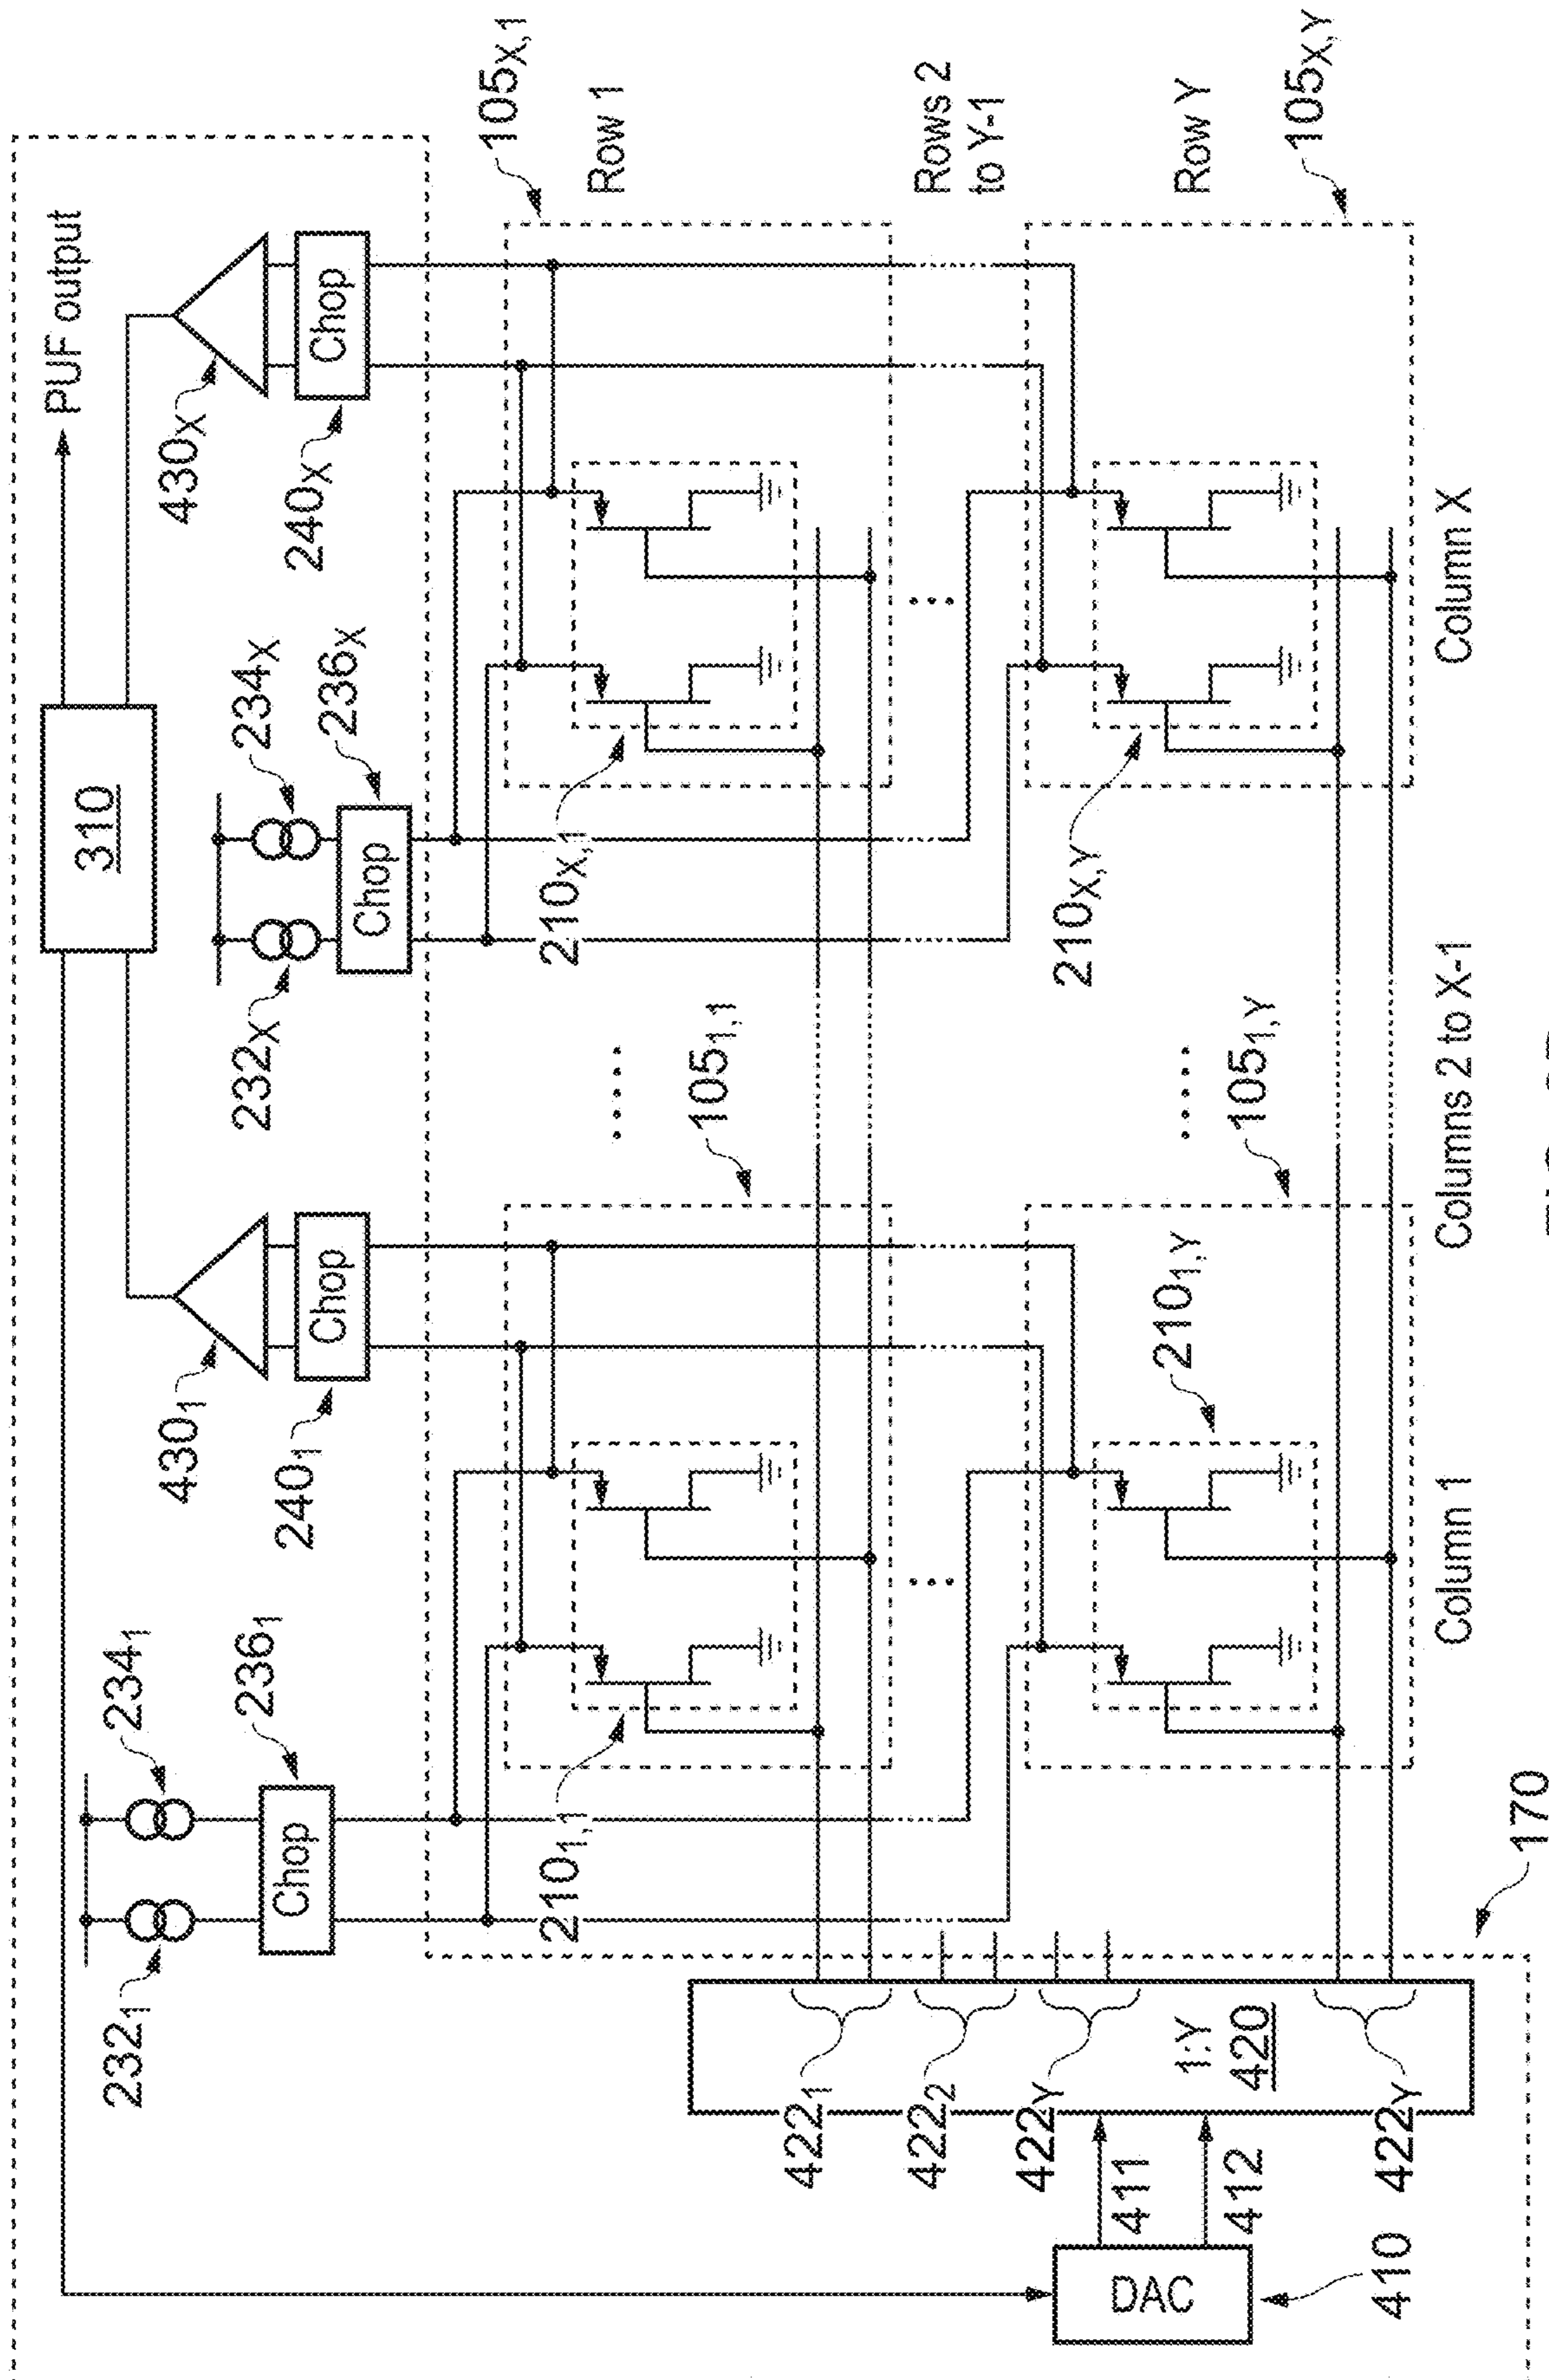 PUF output
310
430₁
430ₓ
234₁
232₁
236₁
Chop
240₁
Chop
234ₓ
232ₓ
236ₓ
Chop
240ₓ
Chop
105X,1
Row 1
210₁,₁
105₁,₁
210X,1
Rows 2
to Y-1
Row Y
105X,Y
210₁,Y
105₁,Y
210X,Y
Column 1
Columns 2 to X-1
Column X
422₁
422₂
422Y
422Y
1:Y
420
411
412
DAC
410
170